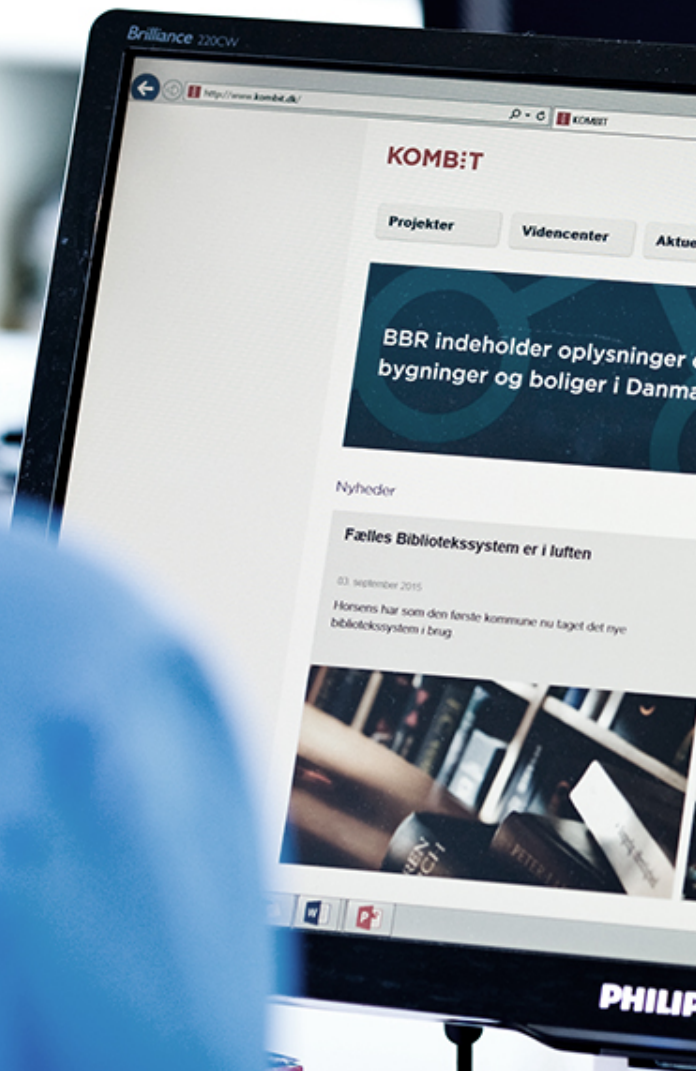 Brilliance 220CW
http://www.kombit.dk/
KOMBIT
KOMB:T
Projekter
Videncenter
Aktue
BBR indeholder oplysninger
bygninger og boliger i Danma
Nyheder
Fælles Bibliotekssystem er i luften
03. september 2015
Horsens har som den første kommune nu taget det nye
bibliotekssystem i brug.
PETER
PHILIP